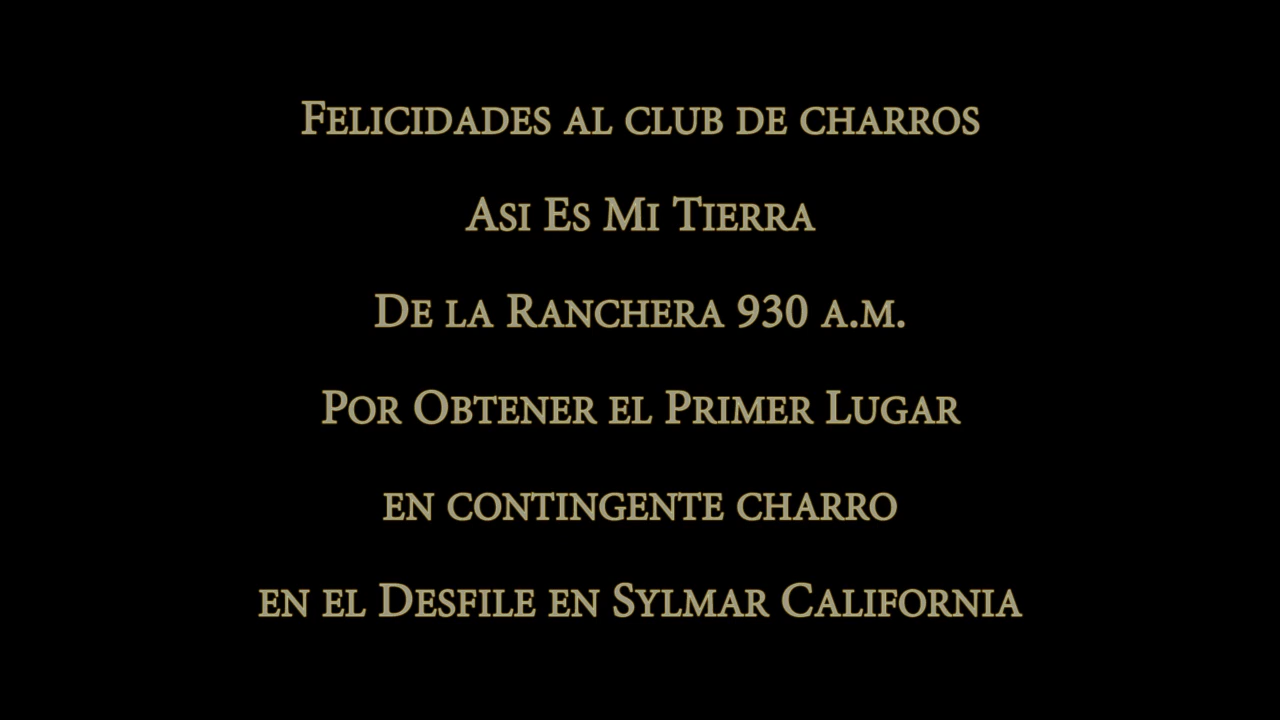 Felicidades al club de charros
Asi Es Mi Tierra
De la Ranchera 930 a.m.
Por Obtener el Primer Lugar
en contingente charro
en el Desfile en Sylmar California